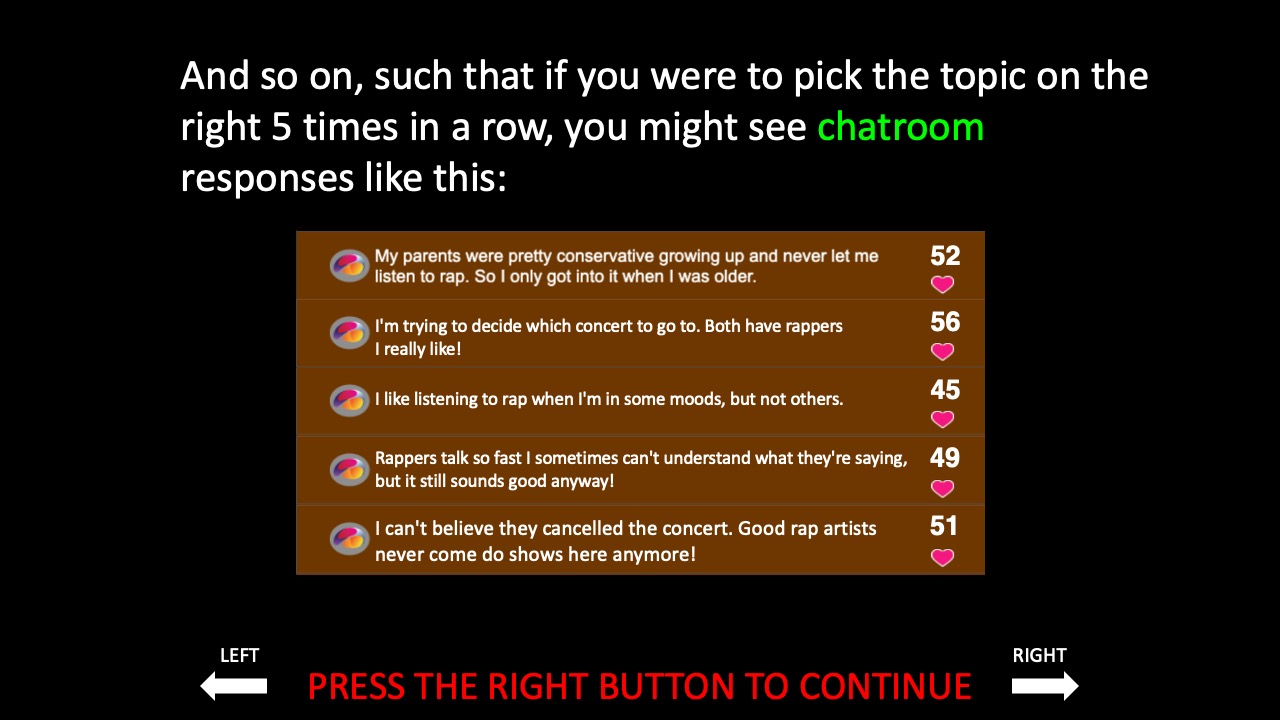 And so on, such that if you were to pick the topic on the
right 5 times in a row, you might see chatroom
responses like this:
My parents were pretty conservative growing up and never let me
listen to rap. So I only got into it when I was older.
52
I'm trying to decide which concert to go to. Both have rappers
I really like!
56
I like listening to rap when I'm in some moods, but not others.
45
Rappers talk so fast I sometimes can't understand what they're saying,
but it still sounds good anyway!
49
I can't believe they cancelled the concert. Good rap artists
never come do shows here anymore!
51
LEFT
PRESS THE RIGHT BUTTON TO CONTINUE
RIGHT